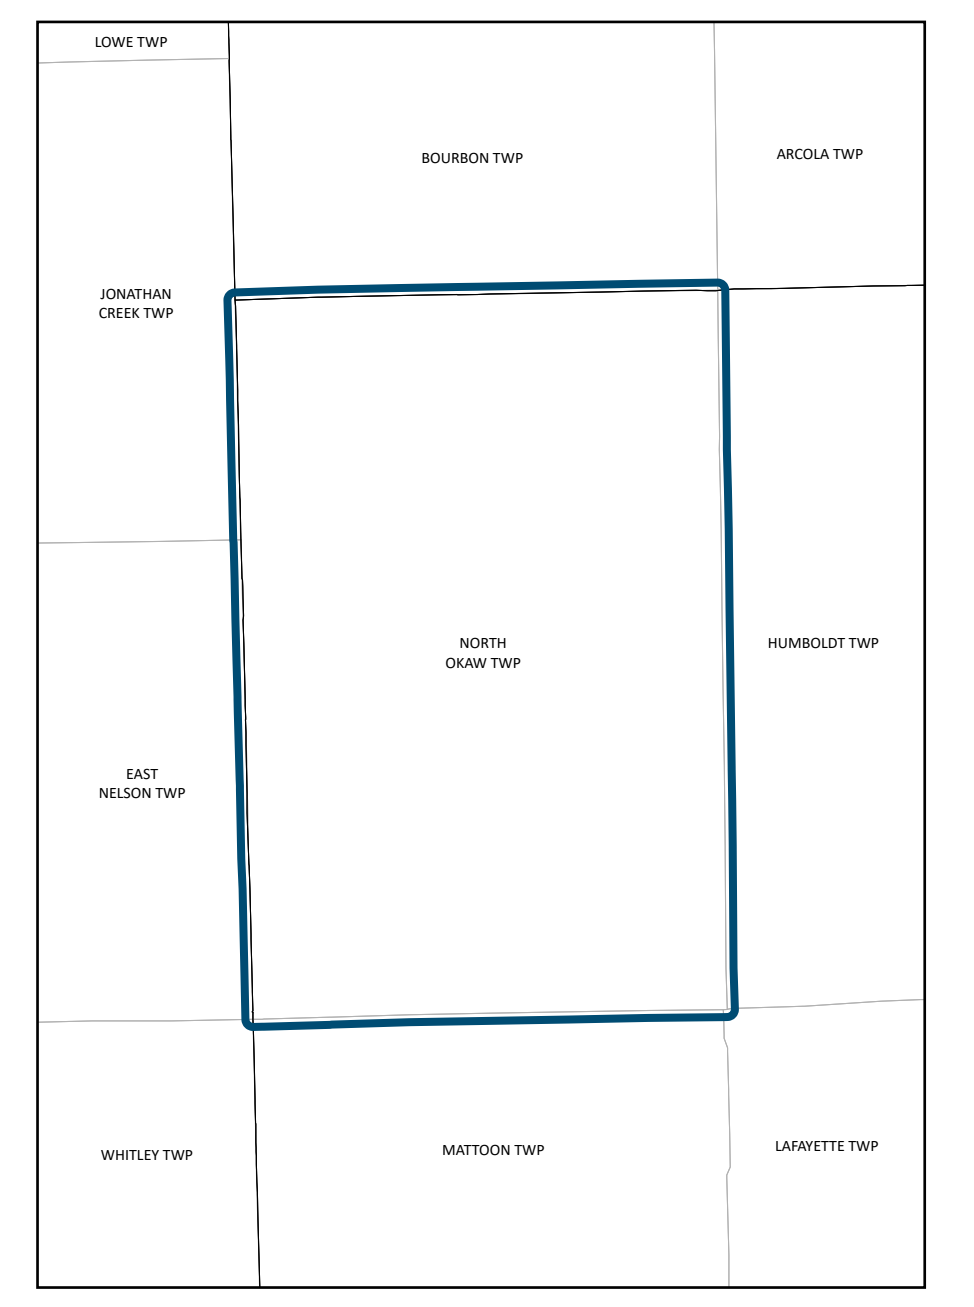 LOWE TWP
BOURBON TWP
ARCOLA TWP
JONATHAN
CREEK TWP
NORTH
OKAW TWP
HUMBOLDT TWP
EAST
NELSON TWP
WHITLEY TWP
MATTOON TWP
LAFAYETTE TWP